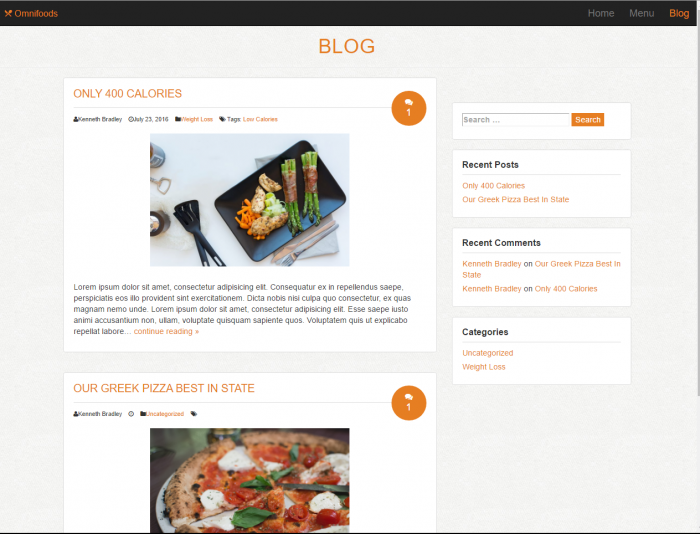 Omnifoods
Home Menu Blog
BLOG
ONLY 400 CALORIES
1
Kenneth Bradley July 23, 2016 Weight Loss Tags: Low Calories
Lorem ipsum dolor sit amet, consectetur adipisicing elit. Consequatur ex in repellendus saepe,
perspiciatis eos illo provident sint exercitationem. Dicta nobis nisi culpa quo consectetur, ex quas
magnam nemo unde. Lorem ipsum dolor sit amet, consectetur adipisicing elit. Esse saepe iusto
animi accusantium non, ullam, voluptate quisquam sapiente quos. Voluptatem quis ut explicabo
repellat labore… continue reading »
OUR GREEK PIZZA BEST IN STATE
1
Kenneth Bradley Uncategorized
Search …
Search
Recent Posts
Only 400 Calories
Our Greek Pizza Best In State
Recent Comments
Kenneth Bradley on Our Greek Pizza Best In
State
Kenneth Bradley on Only 400 Calories
Categories
Uncategorized
Weight Loss